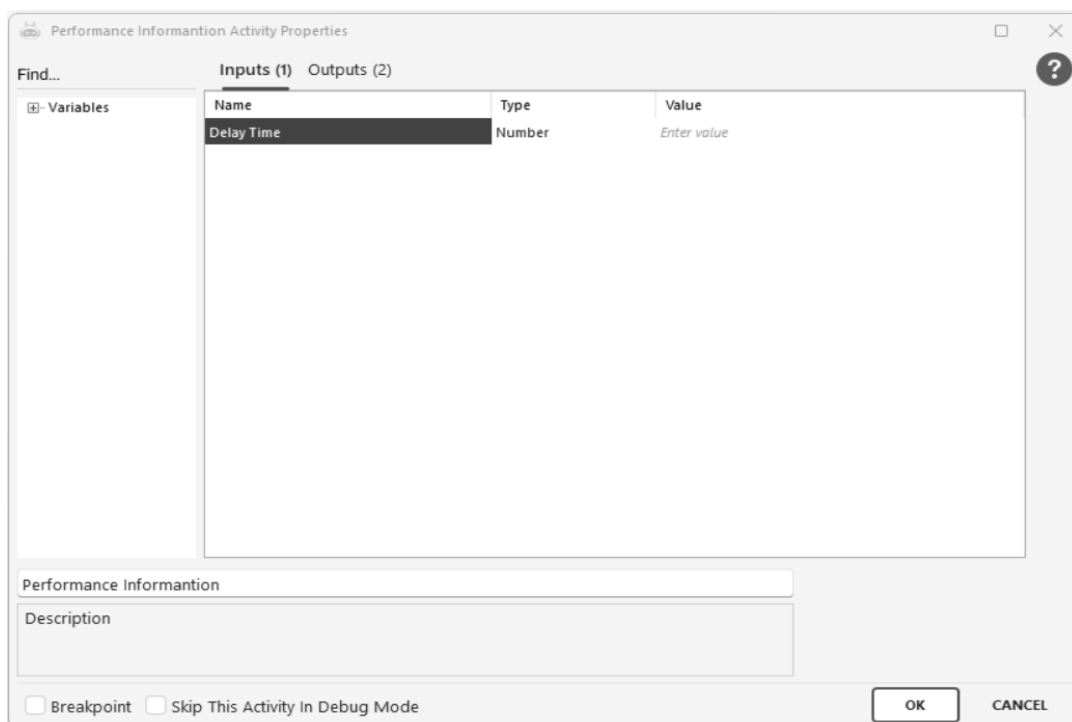 Performance Informantion Activity Properties
Find...
Inputs (1) Outputs (2)
?
Variables
Name Type Value
Delay Time Number Enter value
Performance Informantion
Description
Breakpoint Skip This Activity In Debug Mode
OK CANCEL